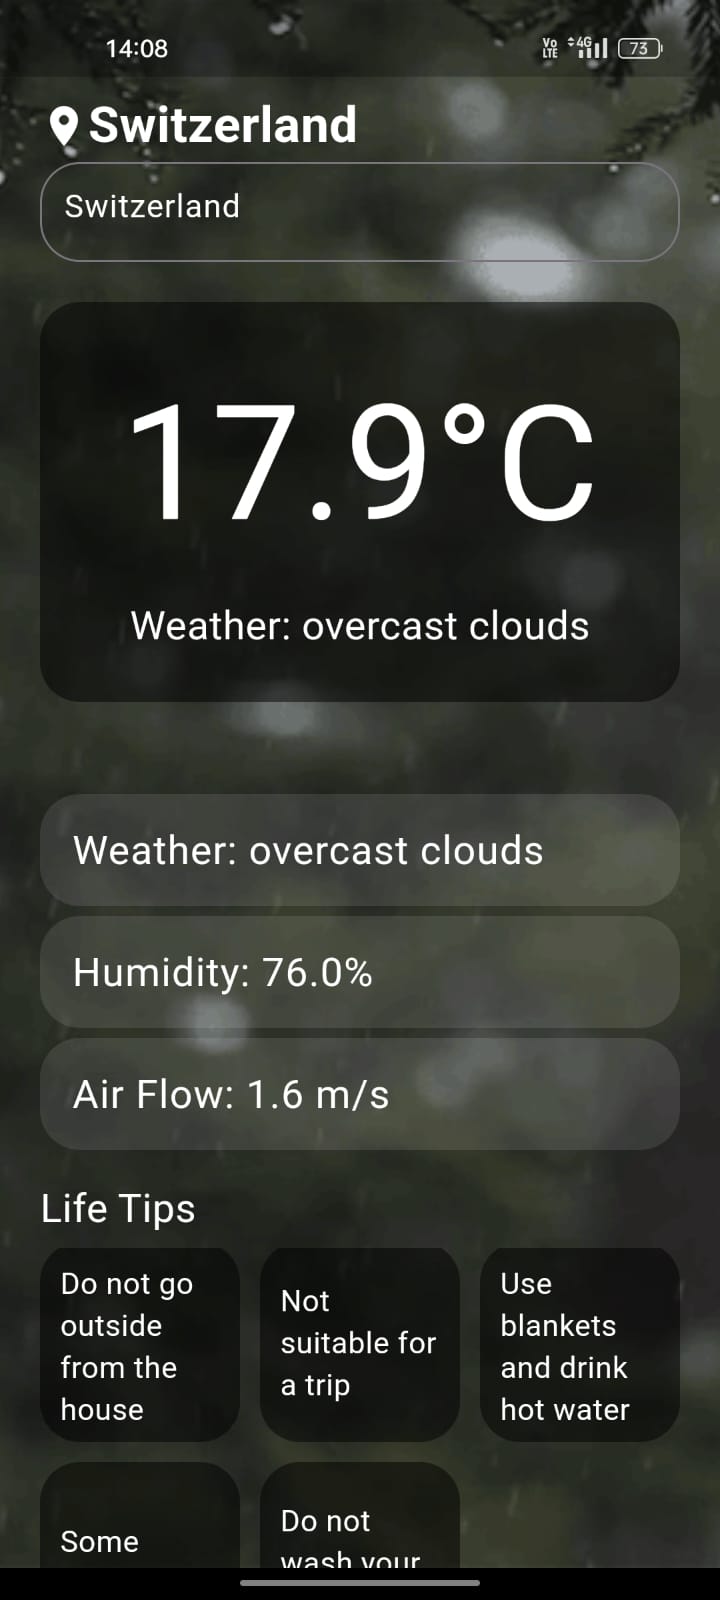 14:08
Vo
LTE
4G
73
Switzerland
Switzerland
17.9°C
Weather: overcast clouds
Weather: overcast clouds
Humidity: 76.0%
Air Flow: 1.6 m/s
Life Tips
Do not go
outside
from the
house
Not
suitable for
a trip
Use
blankets
and drink
hot water
Some
Do not
wash your